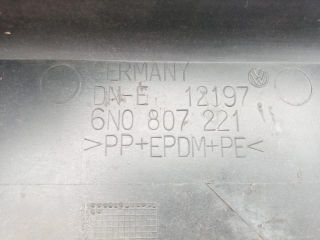 GERMANY
DN-E 12197
6N0 807 221
>PP+EPDM+PE<